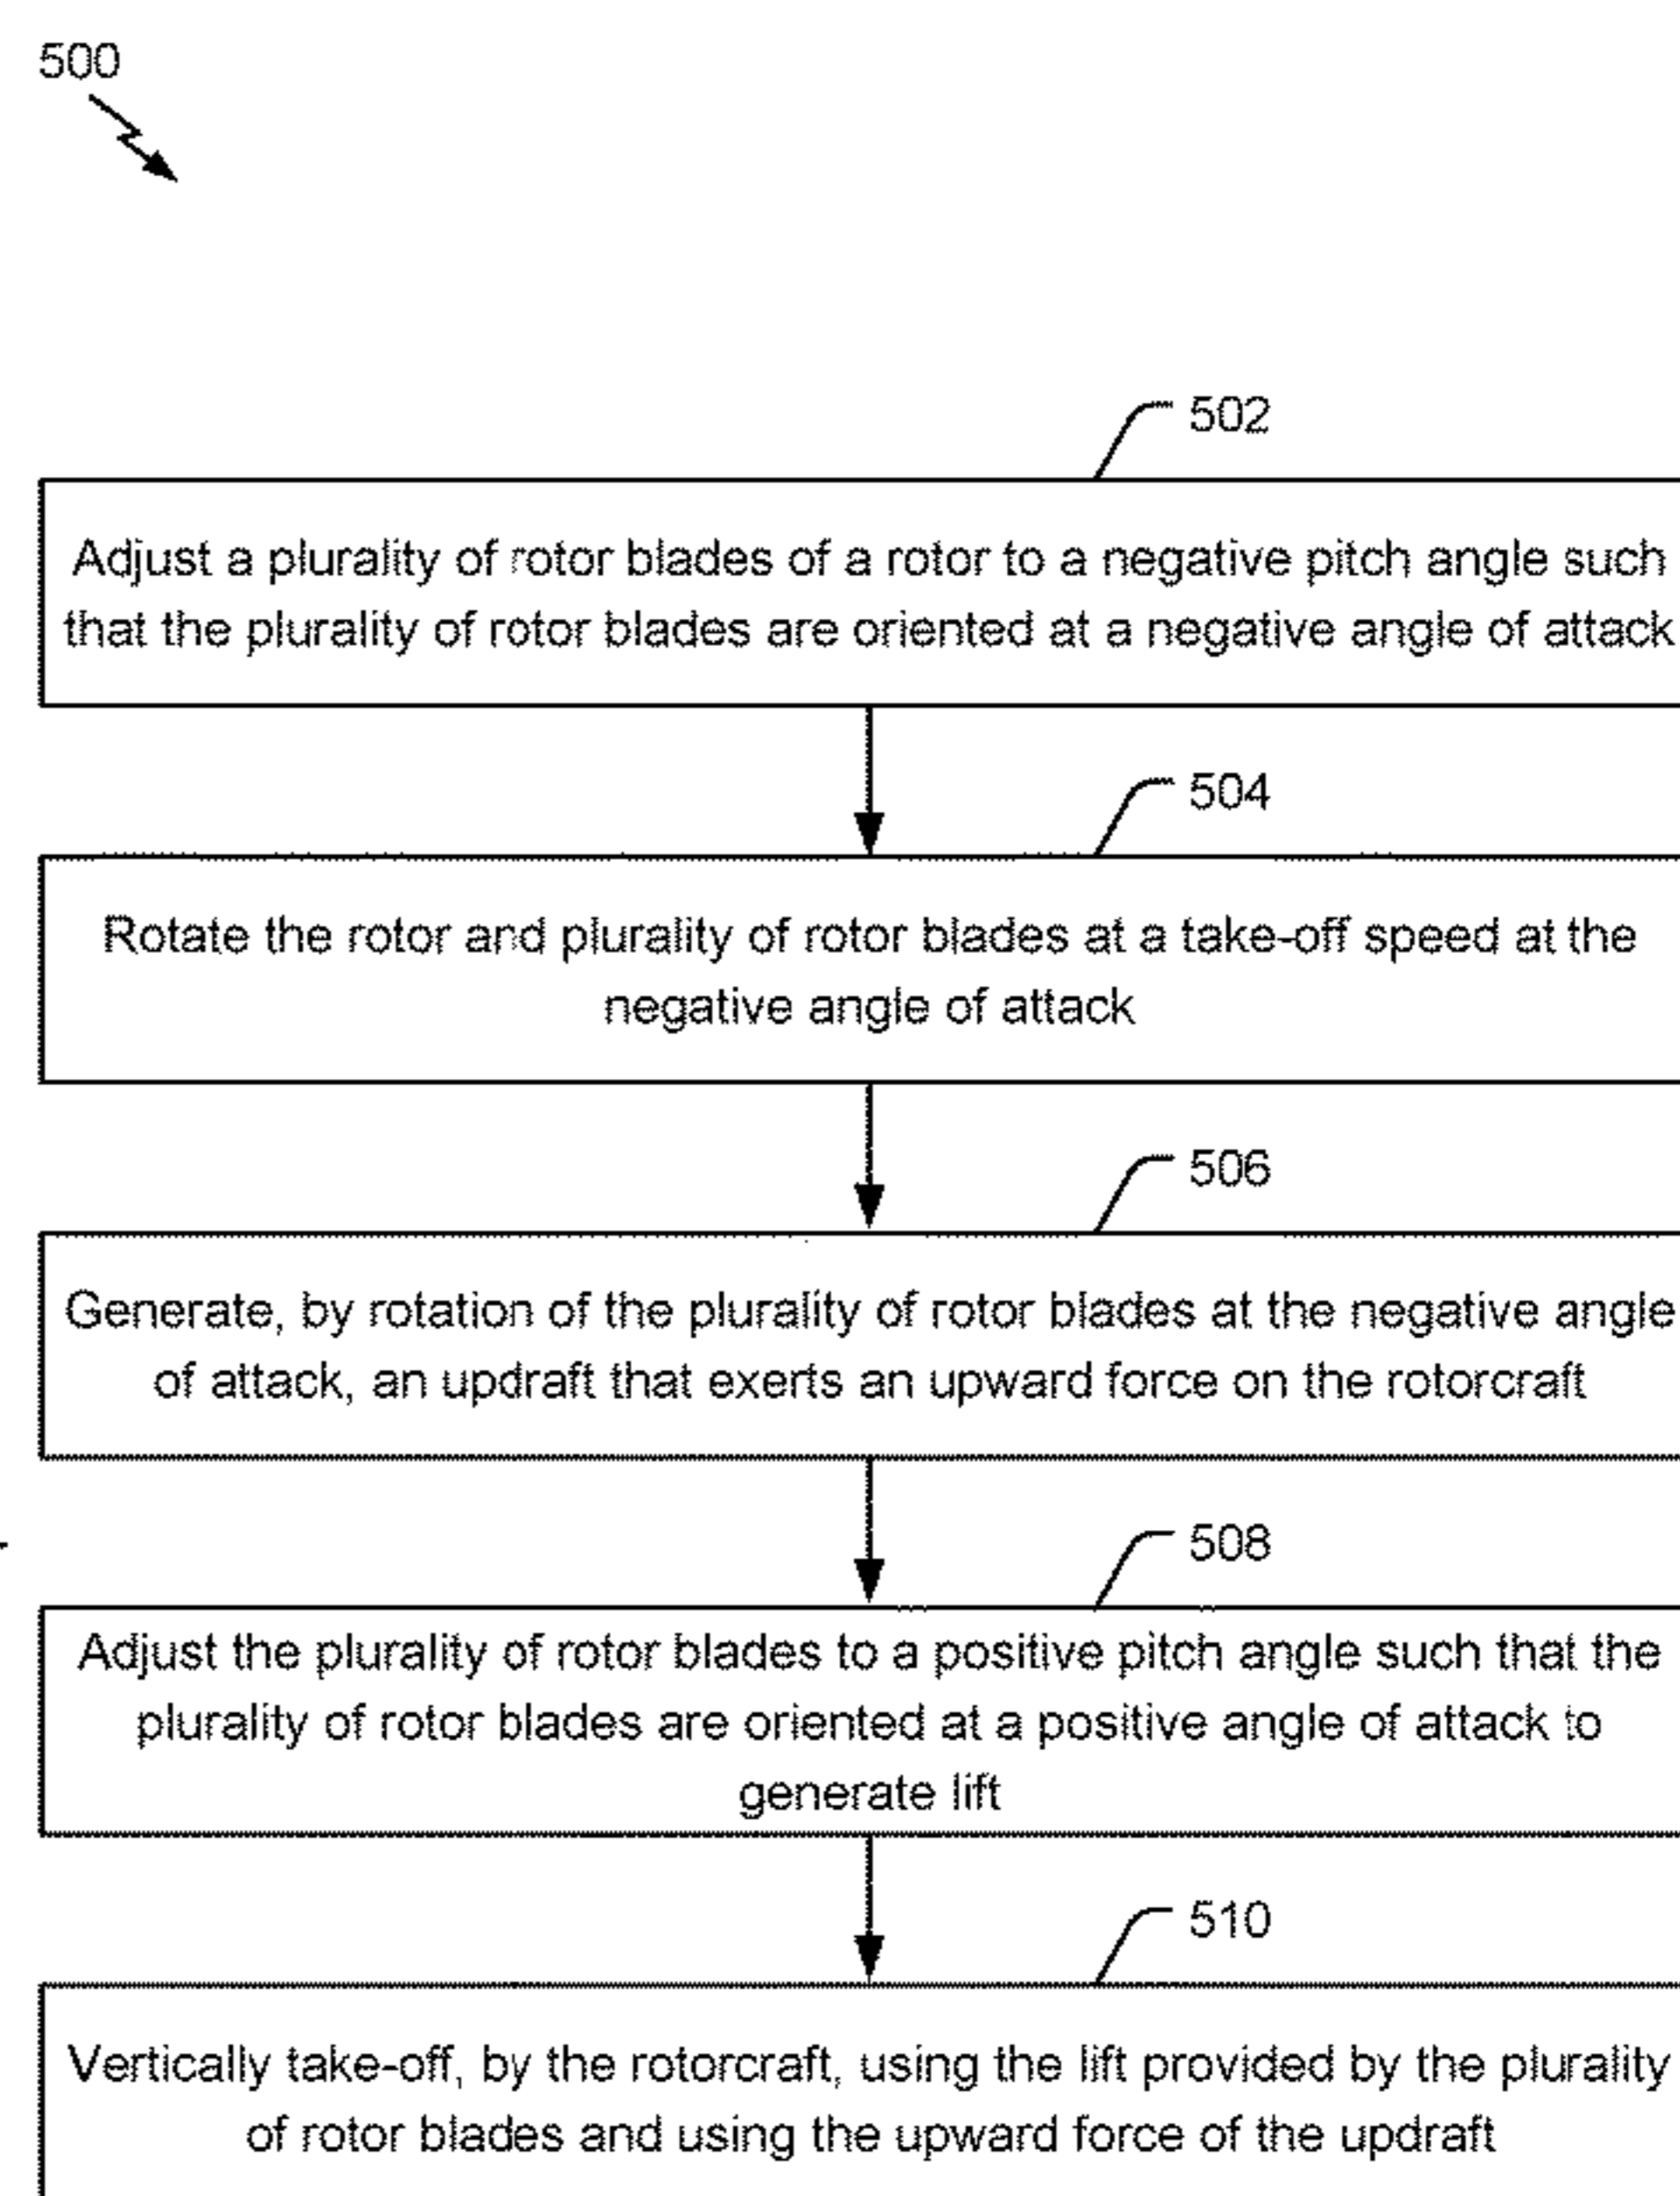 500
502
Adjust a plurality of rotor blades of a rotor to a negative pitch angle such
that the plurality of rotor blades are oriented at a negative angle of attack
504
Rotate the rotor and plurality of rotor blades at a take-off speed at the
negative angle of attack
506
Generate, by rotation of the plurality of rotor blades at the negative angle
of attack, an updraft that exerts an upward force on the rotorcraft
508
Adjust the plurality of rotor blades to a positive pitch angle such that the
plurality of rotor blades are oriented at a positive angle of attack to
generate lift
510
Vertically take-off, by the rotorcraft, using the lift provided by the plurality
of rotor blades and using the upward force of the updraft